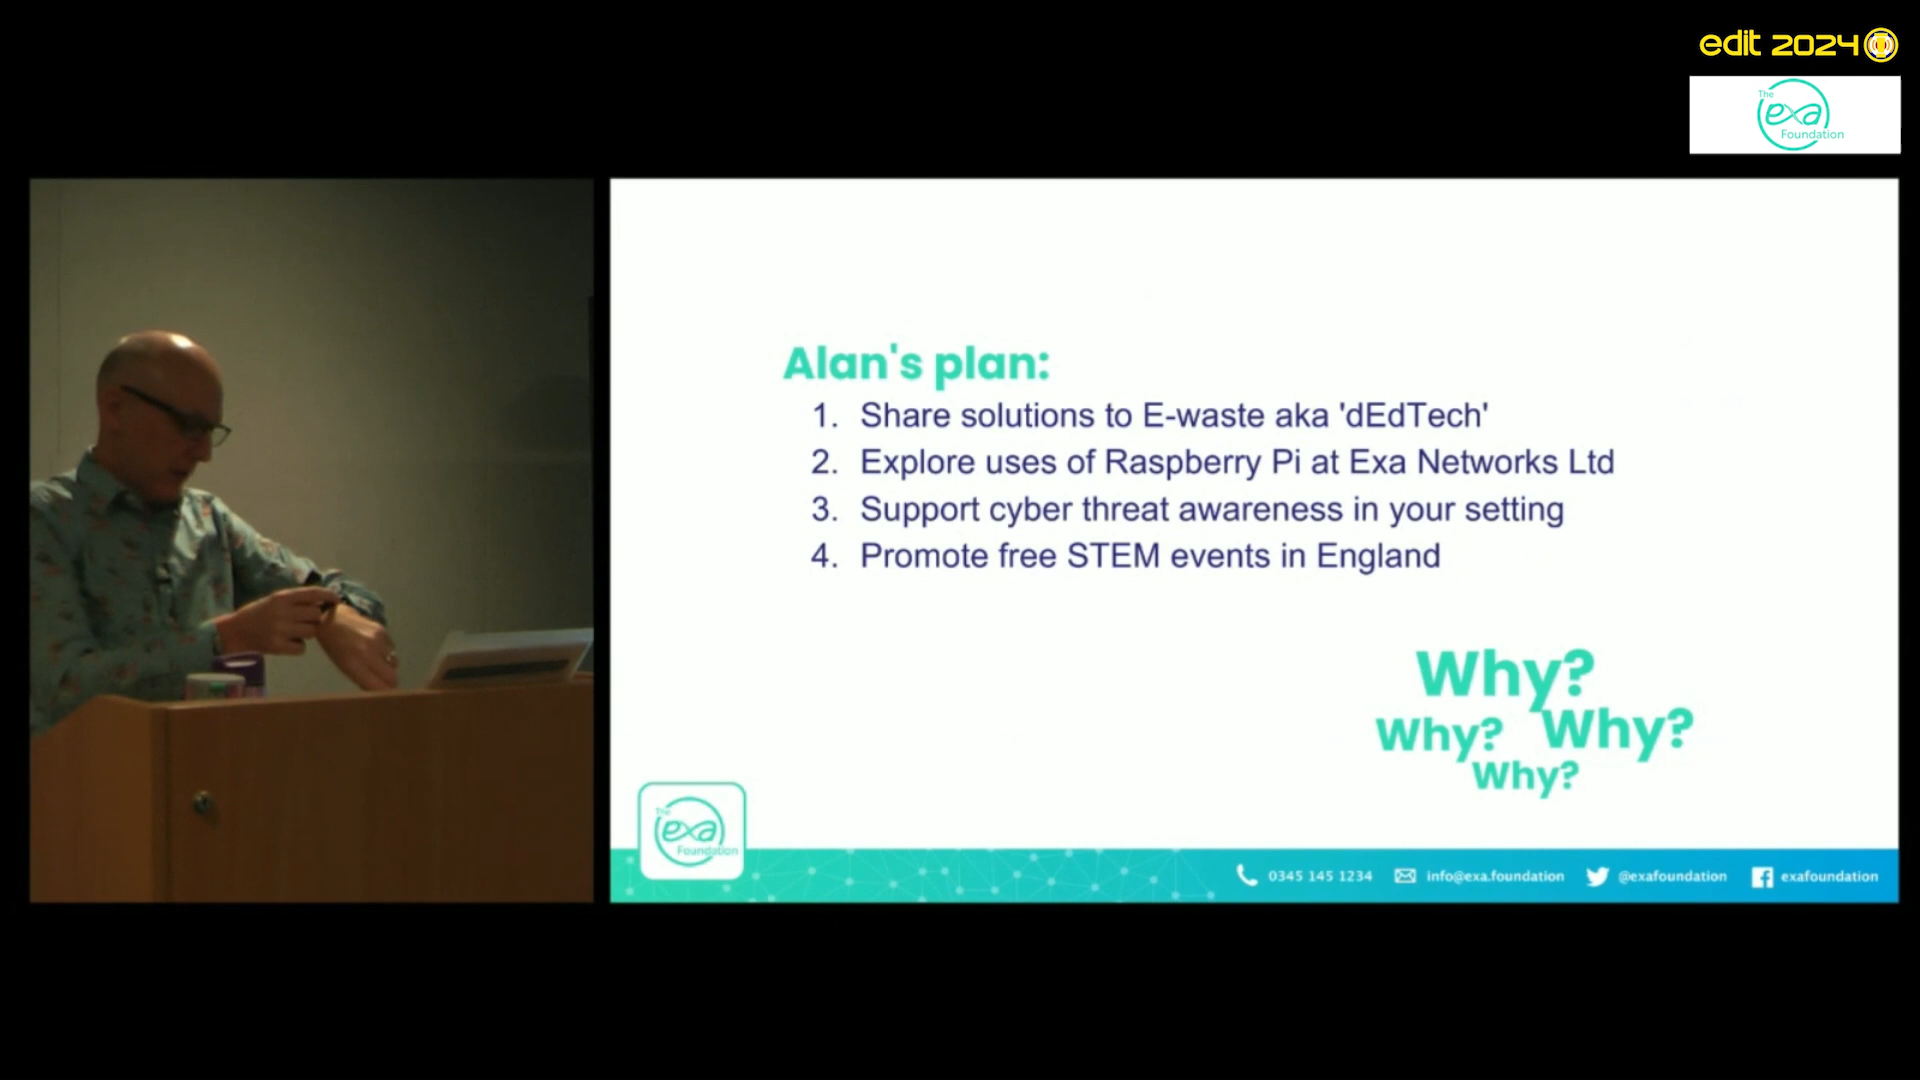 edit 2024
The
exa
Foundation
Alan's plan:
1. Share solutions to E-waste aka 'dEdTech'
2. Explore uses of Raspberry Pi at Exa Networks Ltd
3. Support cyber threat awareness in your setting
4. Promote free STEM events in England
Why?
Why? Why?
Why?
The
exa
Foundation
0345 145 1234 info@exa.foundation @exafoundation exafoundation